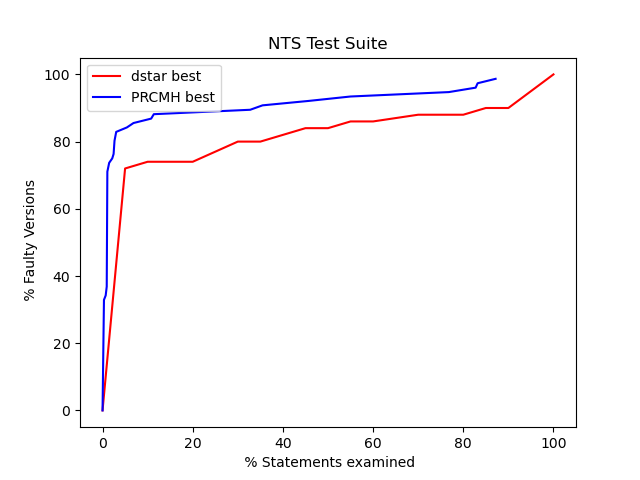 NTS Test Suite
dstar best
PRCMH best
100
80
60
40
20
0
% Faulty Versions
0 20 40 60 80 100
% Statements examined